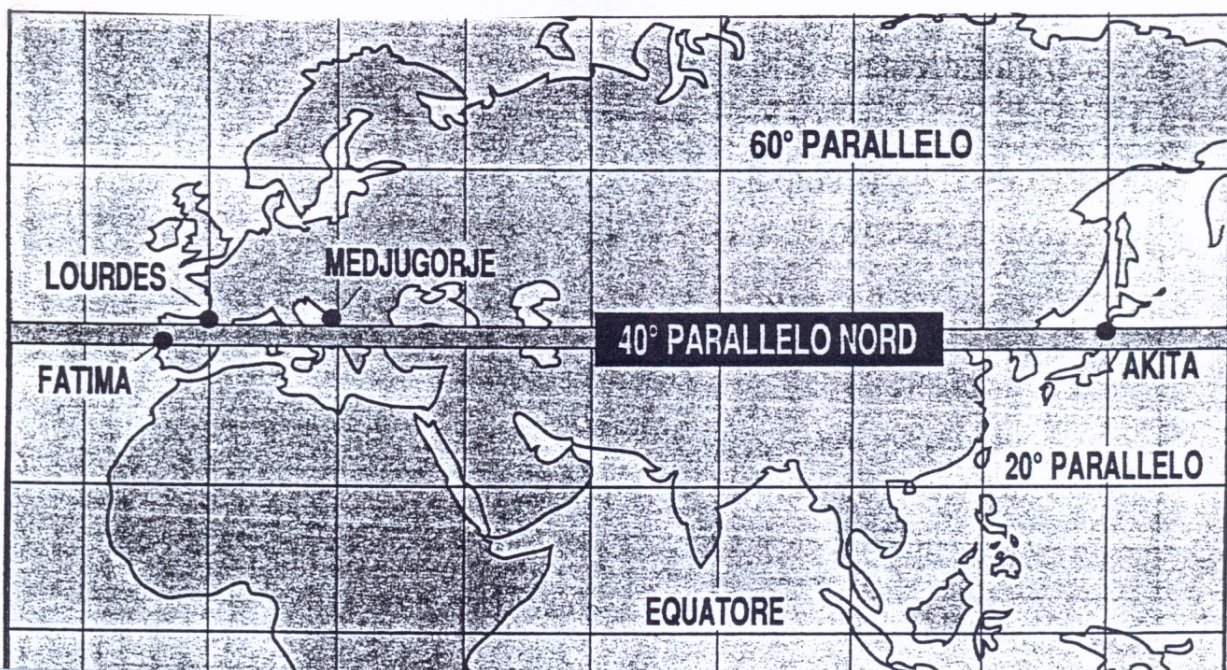 60° PARALLELO
LOURDES
MEDJUGORJE
40° PARALLELO NORD
FATIMA
AKITA
20° PARALLELO
EQUATORE